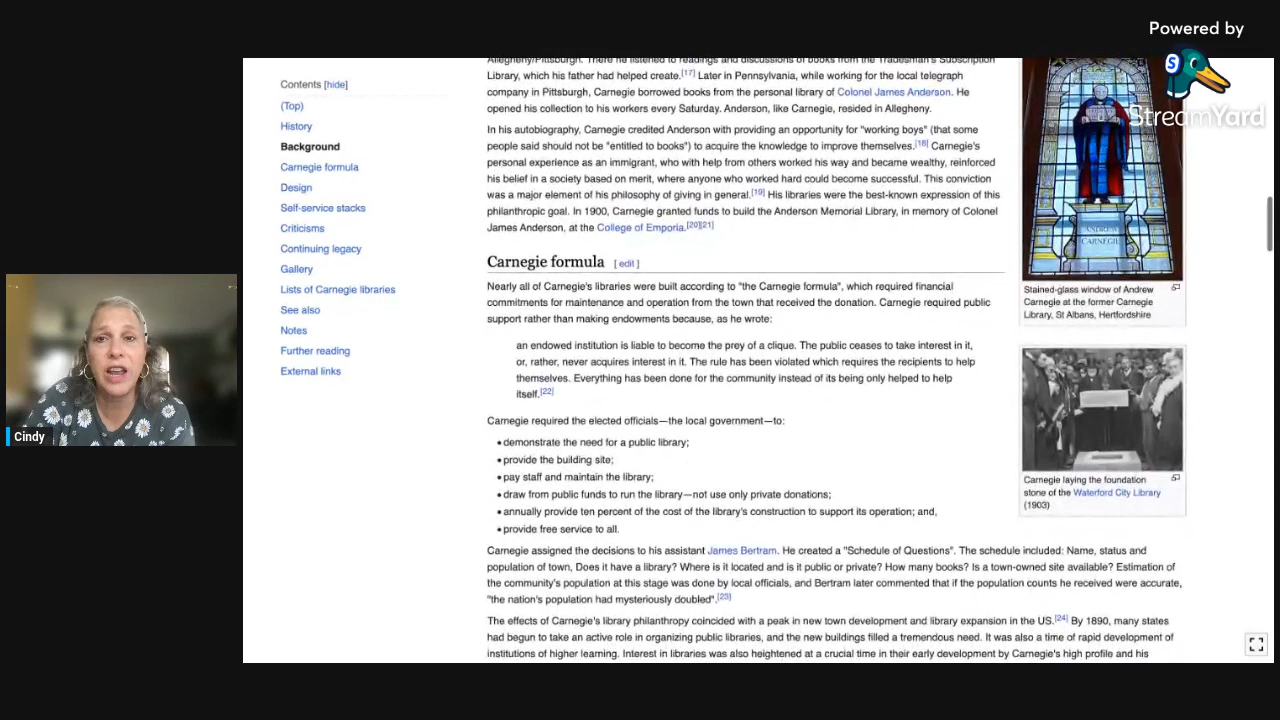 Powered by
StreamYard
Contents [hide]
(Top)
History
Background
Carnegie formula
Design
Self-service stacks
Criticisms
Continuing legacy
Gallery
Lists of Carnegie libraries
See also
Notes
Further reading
External links
Allegheny/Pittsburgh. There he listened to readings and discussions of books from the Tradesman's Subscription
Library, which his father had helped create.[17] Later in Pennsylvania, while working for the local telegraph
company in Pittsburgh, Carnegie borrowed books from the personal library of Colonel James Anderson. He
opened his collection to his workers every Saturday. Anderson, like Carnegie, resided in Allegheny.
In his autobiography, Carnegie credited Anderson with providing an opportunity for "working boys" (that some
people said should not be "entitled to books") to acquire the knowledge to improve themselves.[18] Carnegie's
personal experience as an immigrant, who with help from others worked his way and became wealthy, reinforced
his belief in a society based on merit, where anyone who worked hard could become successful. This conviction
was a major element of his philosophy of giving in general.[19] His libraries were the best-known expression of this
philanthropic goal. In 1900, Carnegie granted funds to build the Anderson Memorial Library, in memory of Colonel
James Anderson, at the College of Emporia.[20][21]
Carnegie formula [ edit ]
Nearly all of Carnegie's libraries were built according to "the Carnegie formula", which required financial
commitments for maintenance and operation from the town that received the donation. Carnegie required public
support rather than making endowments because, as he wrote:
an endowed institution is liable to become the prey of a clique. The public ceases to take interest in it,
or, rather, never acquires interest in it. The rule has been violated which requires the recipients to help
themselves. Everything has been done for the community instead of its being only helped to help
itself.[22]
Carnegie required the elected officials—the local government—to:
• demonstrate the need for a public library;
• provide the building site;
• pay staff and maintain the library;
• draw from public funds to run the library—not use only private donations;
• annually provide ten percent of the cost of the library's construction to support its operation; and,
• provide free service to all.
Carnegie assigned the decisions to his assistant James Bertram. He created a "Schedule of Questions". The schedule included: Name, status and
population of town, Does it have a library? Where is it located and is it public or private? How many books? Is a town-owned site available? Estimation of
the community's population at this stage was done by local officials, and Bertram later commented that if the population counts he received were accurate,
"the nation's population had mysteriously doubled".[23]
The effects of Carnegie's library philanthropy coincided with a peak in new town development and library expansion in the US.[24] By 1890, many states
had begun to take an active role in organizing public libraries, and the new buildings filled a tremendous need. It was also a time of rapid development of
institutions of higher learning. Interest in libraries was also heightened at a crucial time in their early development by Carnegie's high profile and his
ANDREW
CARNEGIE
Stained-glass window of Andrew
Carnegie at the former Carnegie
Library, St Albans, Hertfordshire
Carnegie laying the foundation
stone of the Waterford City Library
(1903)
Cindy